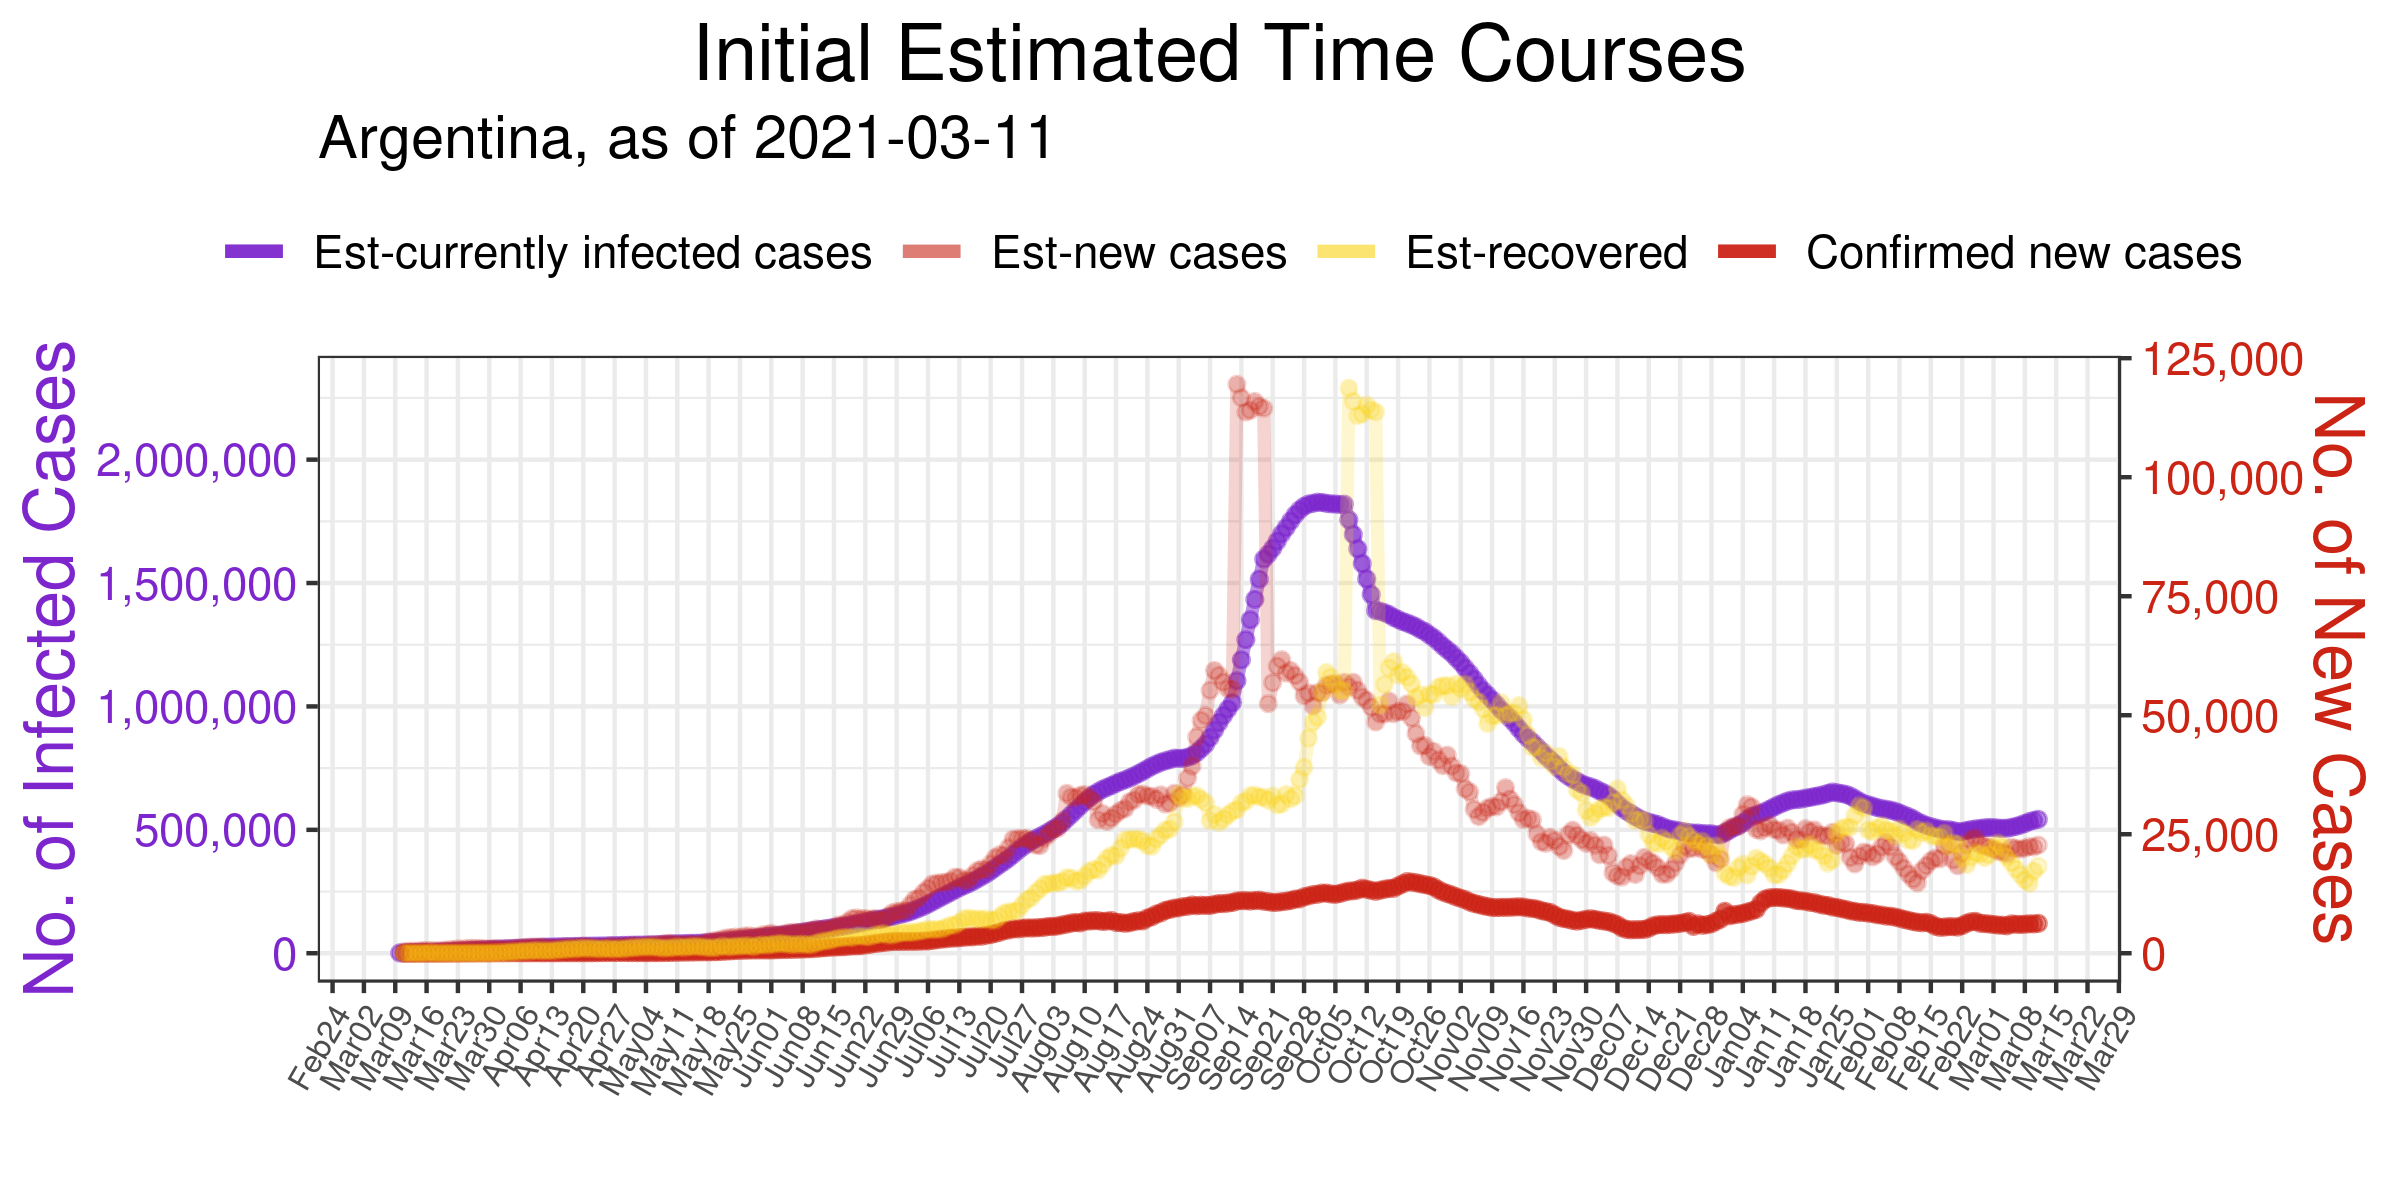 Initial Estimated Time Courses
Argentina, as of 2021-03-11
Est-currently infected cases Est-new cases Est-recovered Confirmed new cases
No. of Infected Cases
2,000,000
1,500,000
1,000,000
500,000
0
125,000
100,000
75,000
50,000
25,000
0
No. of New Cases
Feb24 Mar02 Mar09 Mar16 Mar23 Mar30 Apr06 Apr13 Apr20 Apr27 May04 May11 May18 May25 Jun01 Jun08 Jun15 Jun22 Jun29 Jul06 Jul13 Jul20 Jul27 Aug03 Aug10 Aug17 Aug24 Aug31 Sep07 Sep14 Sep21 Sep28 Oct05 Oct12 Oct19 Oct26 Nov02 Nov09 Nov16 Nov23 Nov30 Dec07 Dec14 Dec21 Dec28 Jan04 Jan11 Jan18 Jan25 Feb01 Feb08 Feb15 Feb22 Mar01 Mar08 Mar15 Mar22 Mar29